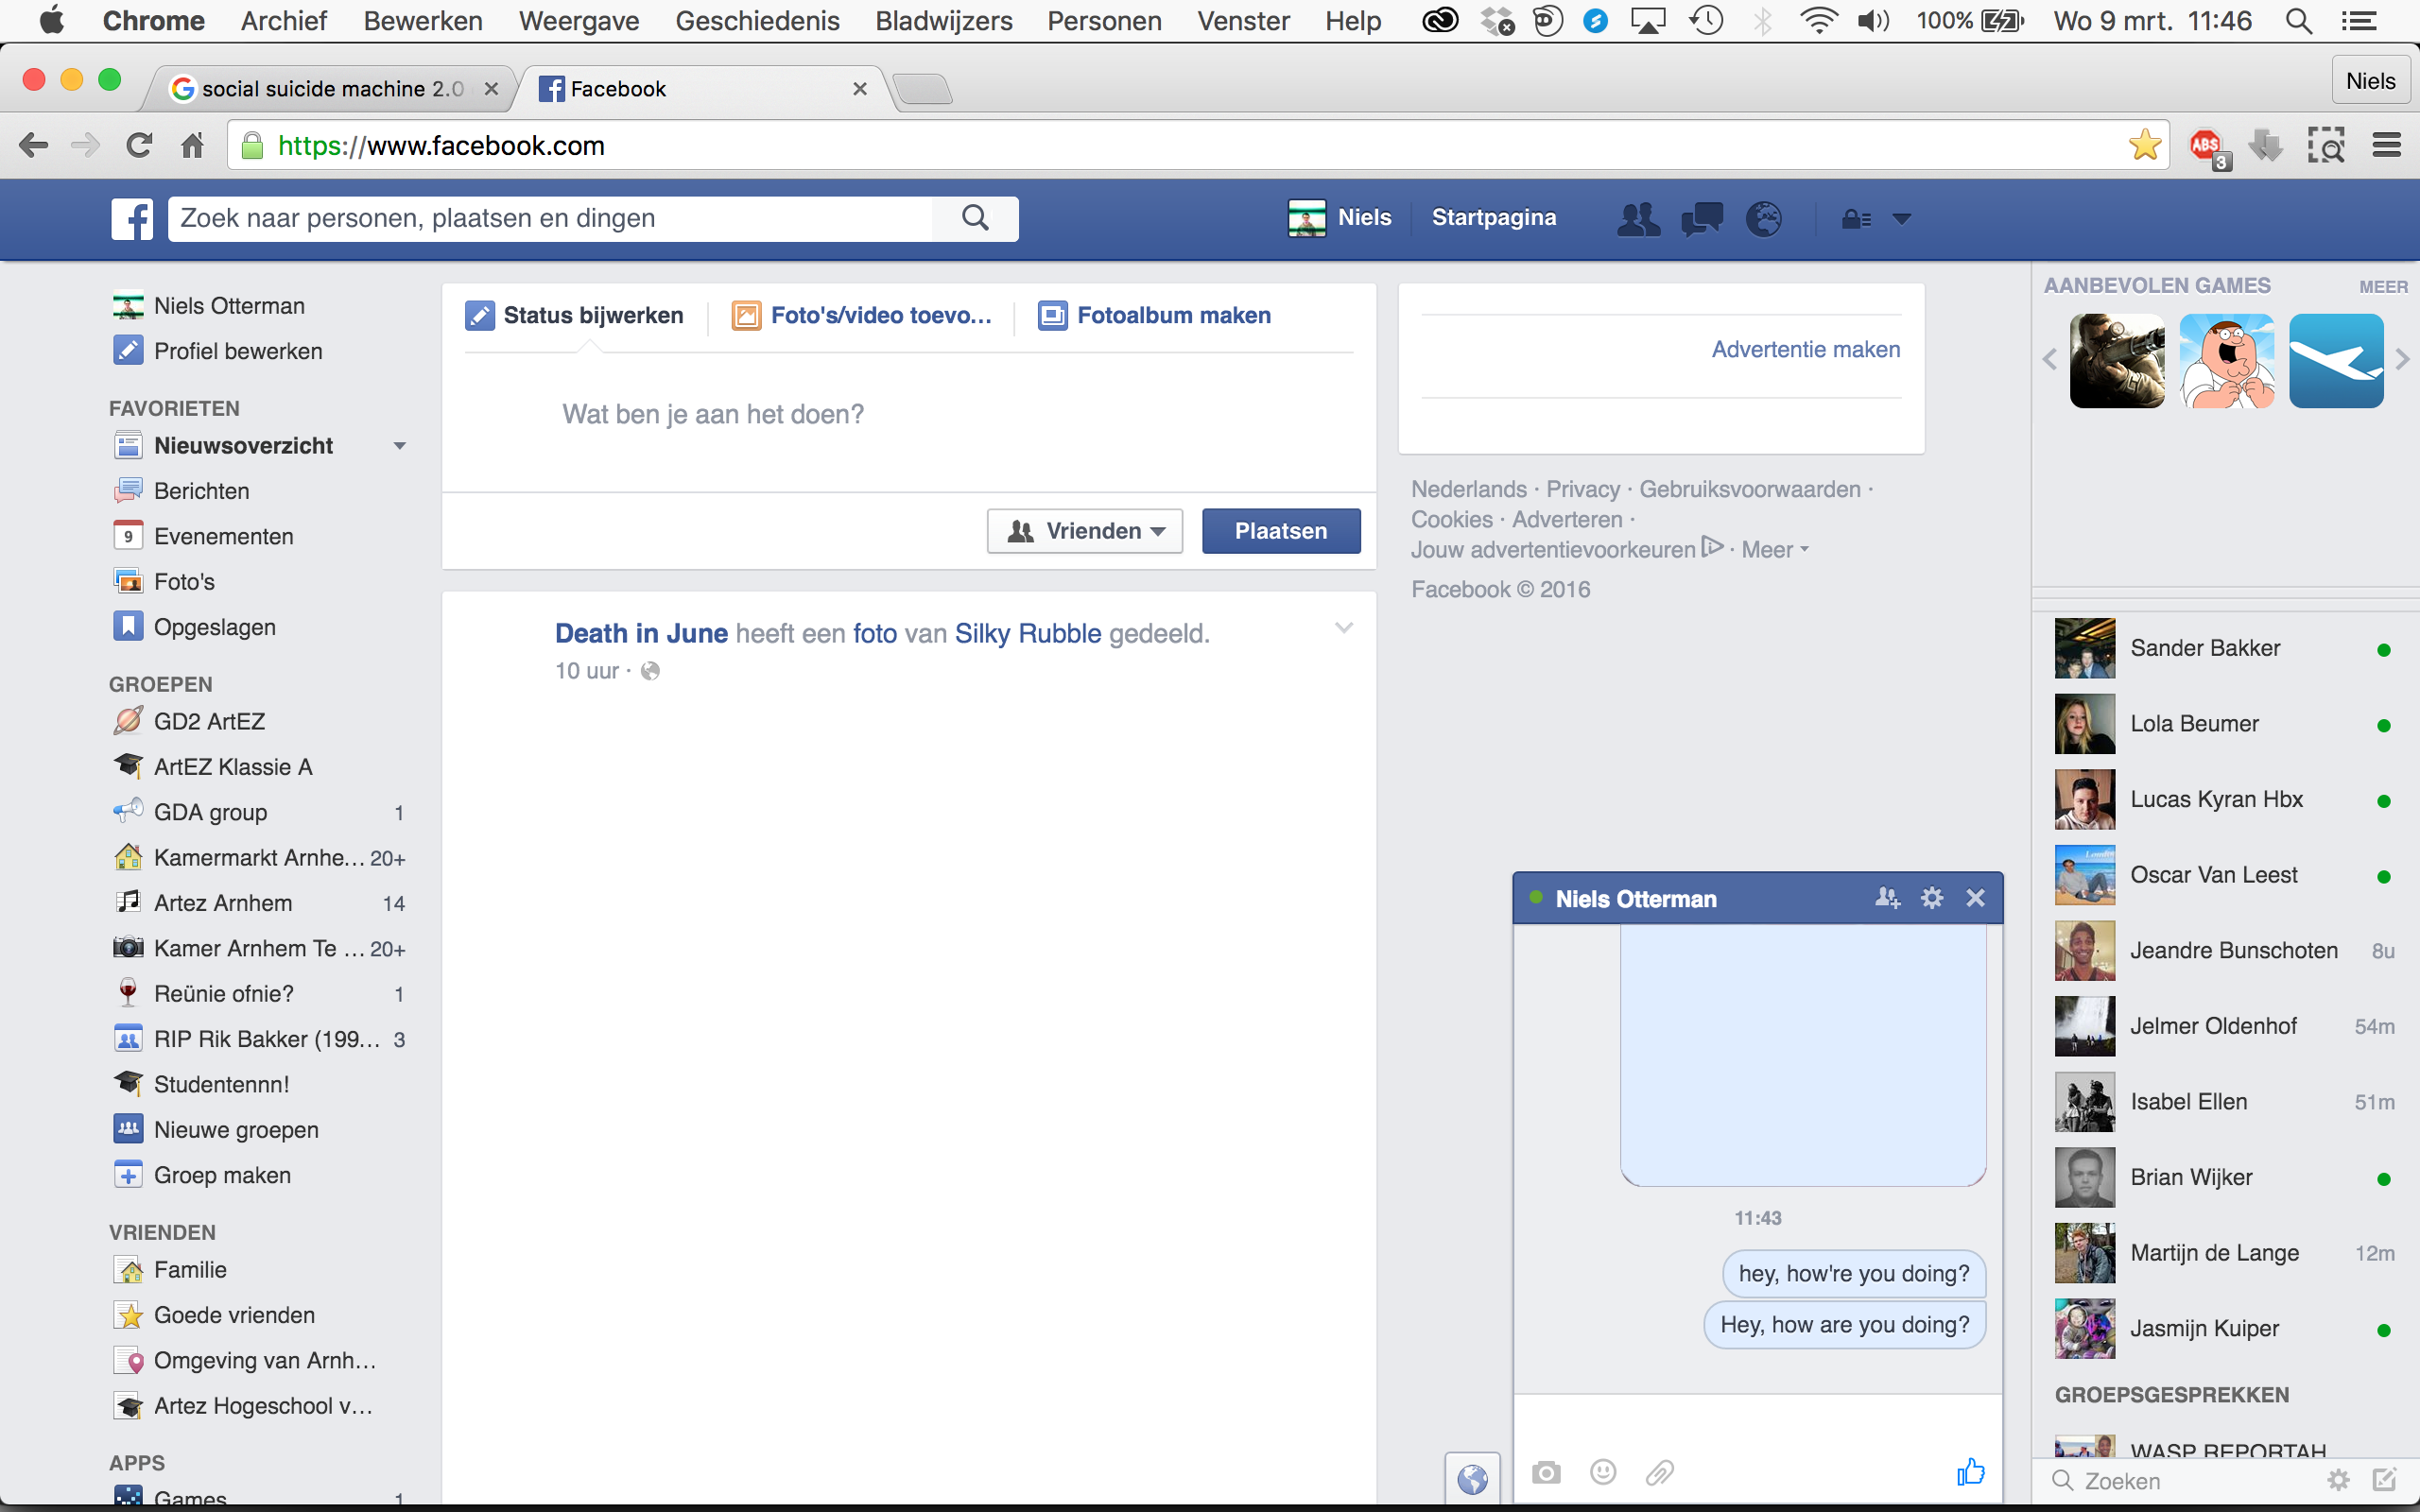 Chrome Archief Bewerken Weergave Geschiedenis Bladwijzers Personen Venster Help 100% Wo 9 mrt. 11:46
social suicide machine 2.0
Facebook
Niels
https://www.facebook.com
ABS
3
Zoek naar personen, plaatsen en dingen
Niels
Startpagina
Niels Otterman
Profiel bewerken
FAVORIETEN
Nieuwsoverzicht
Berichten
9
Evenementen
Foto's
Opgeslagen
GROEPEN
GD2 ArtEZ
ArtEZ Klassie A
GDA group 1
Kamermarkt Arnhe... 20+
Artez Arnhem 14
Kamer Arnhem Te ... 20+
Reünie ofnie? 1
RIP Rik Bakker (199... 3
Studentennn!
Nieuwe groepen
Groep maken
VRIENDEN
Familie
Goede vrienden
Omgeving van Arnh...
Artez Hogeschool v...
APPS
Games 1
Status bijwerken
Foto's/video toevo...
Fotoalbum maken
Wat ben je aan het doen?
Vrienden
Plaatsen
Death in June heeft een foto van Silky Rubble gedeeld.
10 uur ·
Advertentie maken
Nederlands · Privacy · Gebruiksvoorwaarden ·
Cookies · Adverteren ·
Jouw advertentievoorkeuren · Meer
Facebook © 2016
Niels Otterman
11:43
hey, how're you doing?
Hey, how are you doing?
AANBEVOLEN GAMES MEER
Sander Bakker
Lola Beumer
Lucas Kyran Hbx
Oscar Van Leest
Jeandre Bunschoten 8u
Jelmer Oldenhof 54m
Isabel Ellen 51m
Brian Wijker
Martijn de Lange 12m
Jasmijn Kuiper
GROEPSGESPREKKEN
WASP REPORTAH
Zoeken